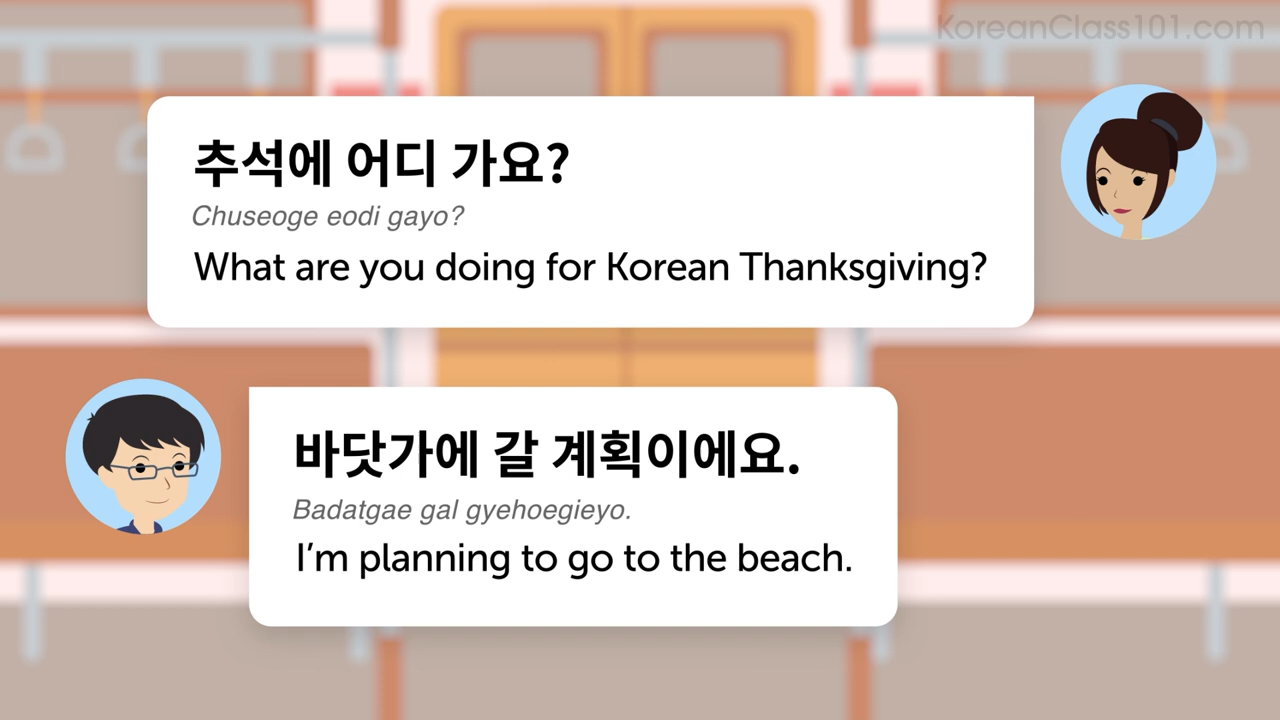 KoreanClass101.com
추석에 어디 가요?
Chuseoge eodi gayo?
What are you doing for Korean Thanksgiving?
바닷가에 갈 계획이에요.
Badatgae gal gyehoegieyo.
I'm planning to go to the beach.